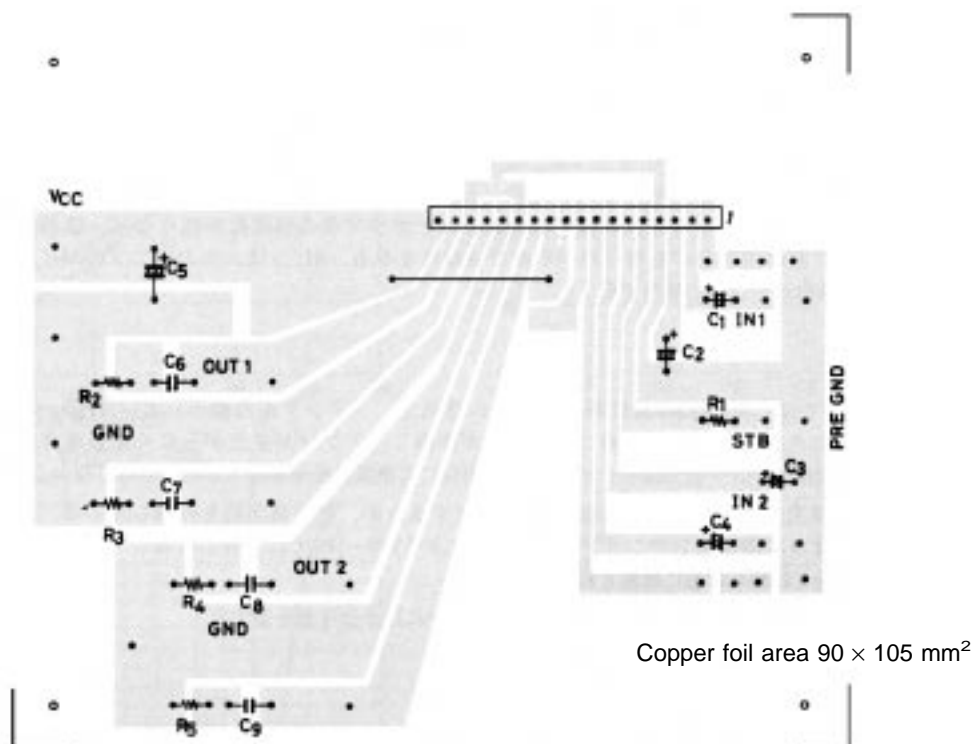 VCC
1
C5
C1 IN1
C2
C6 OUT 1
R2
GND
R1
STB
PRE GND
C3
C7
IN 2
R3
C4
OUT 2
R4 C8
GND
Copper foil area 90 × 105 mm²
R5 C9